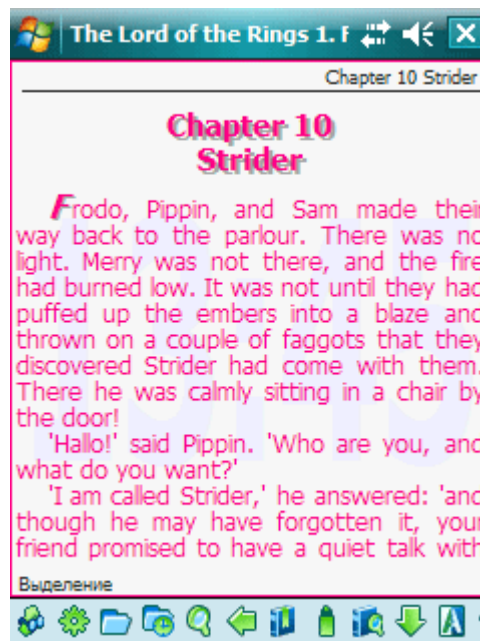 The Lord of the Rings 1. F
Chapter 10 Strider
Chapter 10
Strider
Frodo, Pippin, and Sam made their
way back to the parlour. There was no
light. Merry was not there, and the fire
had burned low. It was not until they had
puffed up the embers into a blaze and
thrown on a couple of faggots that they
discovered Strider had come with them.
There he was calmly sitting in a chair by
the door!
'Hallo!' said Pippin. 'Who are you, and
what do you want?'
'I am called Strider,' he answered: 'and
though he may have forgotten it, your
friend promised to have a quiet talk with
Выделение